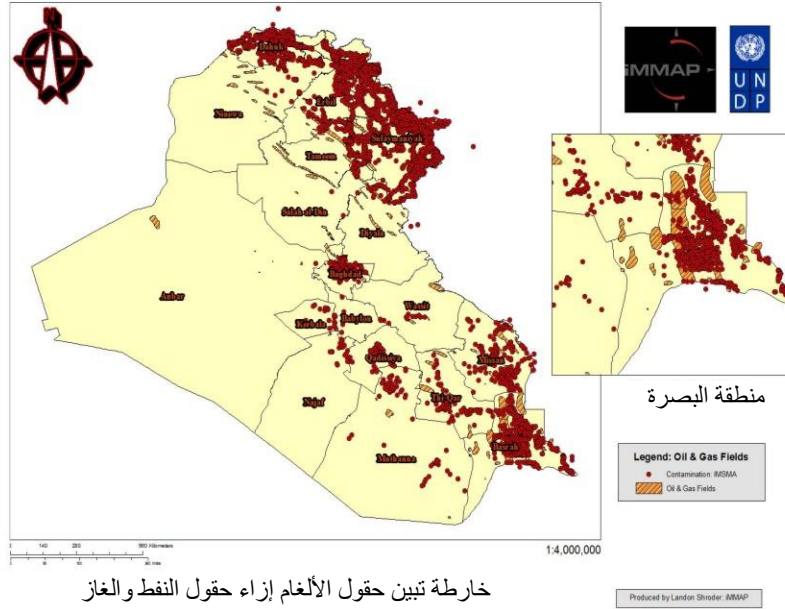 N
iMMAP
U N
D P
Dahuk
Ninewa
Erbil
Sulaymaniyah
Tameem
Salah al-Din
Diyala
Anbar
Baghdad
Wasit
Kerbala
Babylon
Qadissiya
Missan
Najaf
Thi-Qar
Muthanna
Basrah
منطقة البصرة
Legend: Oil & Gas Fields
Contamination: IMSMA
Oil & Gas Fields
1:4,000,000
خارطة تبين حقول الألغام إزاء حقول النفط والغاز
Produced by Landon Shroder: iMMAP